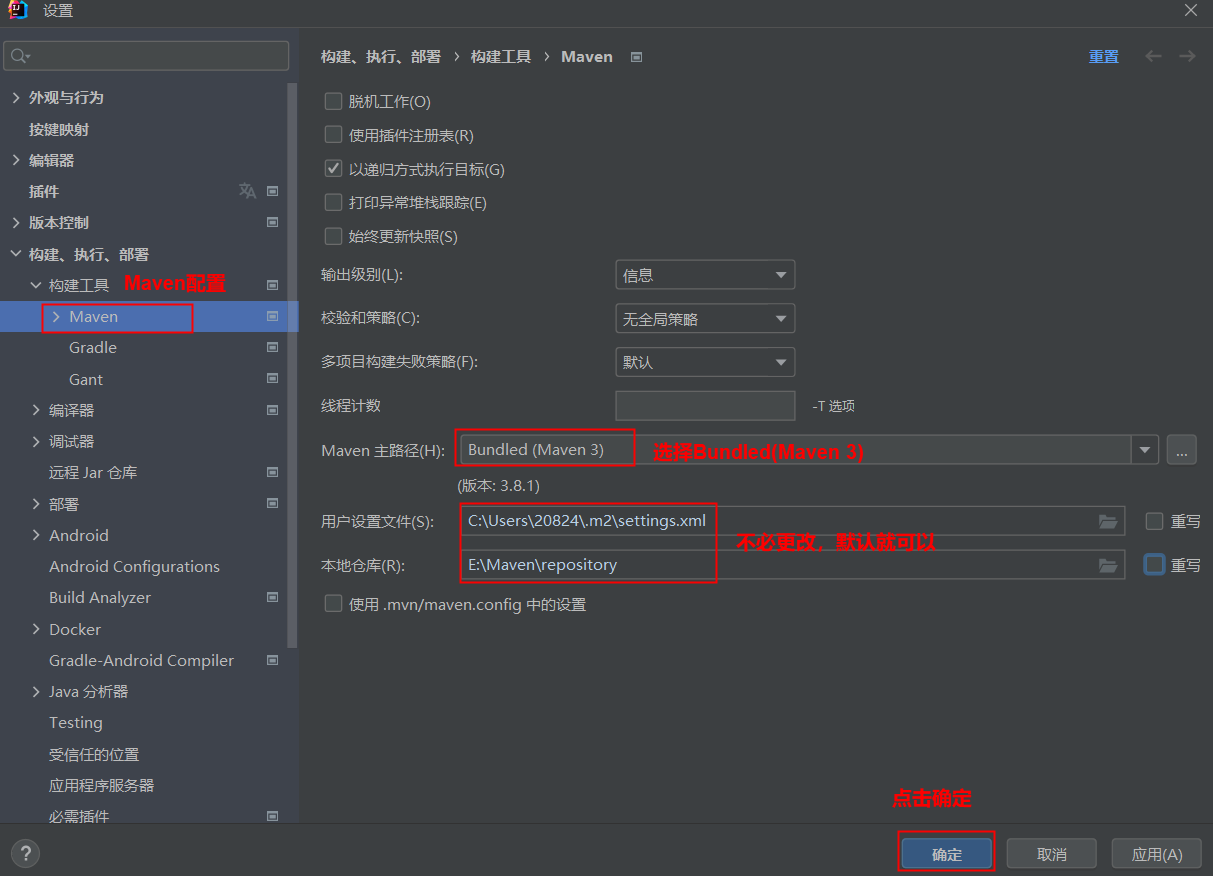 设置
构建、执行、部署 › 构建工具 › Maven
重置
外观与行为
按键映射
编辑器
插件
版本控制
构建、执行、部署
构建工具
Maven配置
Maven
Gradle
Gant
编译器
调试器
远程 Jar 仓库
部署
Android
Android Configurations
Build Analyzer
Docker
Gradle-Android Compiler
Java 分析器
Testing
受信任的位置
应用程序服务器
必需插件
脱机工作(O)
使用插件注册表(R)
以递归方式执行目标(G)
打印异常堆栈跟踪(E)
始终更新快照(S)
输出级别(L): 信息
校验和策略(C): 无全局策略
多项目构建失败策略(F): 默认
线程计数 -T 选项
Maven 主路径(H): Bundled (Maven 3) 选择Bundled(Maven 3) ...
(版本: 3.8.1)
用户设置文件(S): C:\Users\20824\.m2\settings.xml 重写
不必更改，默认就可以
本地仓库(R): E:\Maven\repository 重写
使用 .mvn/maven.config 中的设置
点击确定
? 确定 取消 应用(A)